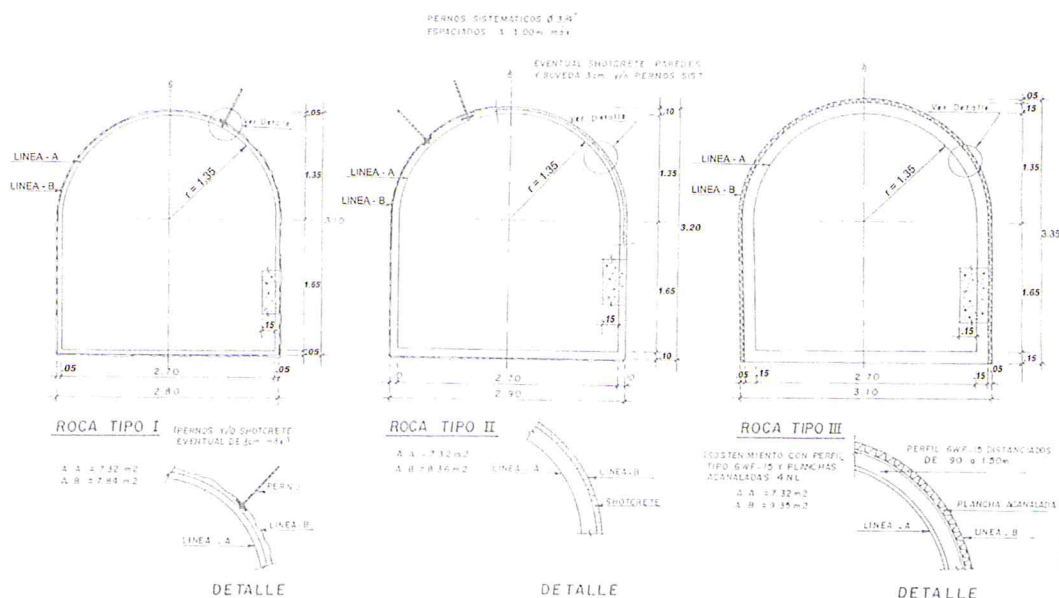 PERNOS SISTEMATICOS Ø 3/4"
ESPACIADOS A 1.00m máx
EVENTUAL SHOTCRETE PAREDES
Y BUVEDA 3cm. y/o PERNOS SIST
Ver Detalle
LINEA - A
LINEA - B
r = 1.35
.05
1.35
3.10
1.65
.15
.05
.05
2.70
.05
2.80
Ver Detalle
LINEA - A
LINEA - B
r = 1.35
.10
1.35
3.20
1.65
.15
.10
2.70
2.90
Ver Detalle
LINEA - A
LINEA - B
r = 1.35
.05
.15
1.35
3.35
1.65
.15
.15
.05
.15
2.70
.15
.05
3.10
ROCA TIPO I
(PERNOS Y/O SHOTCRETE
EVENTUAL DE 3cm máx)
A A = 7.32 m2
A B = 7.84 m2
PERNO
LINEA-B
LINEA - A
DETALLE
ROCA TIPO II
A A = 7.32 m2
A B = 8.36 m2
LINEA - A
LINEA-B
SHOTCRETE
DETALLE
ROCA TIPO III
(SOSTENIMIENTO CON PERFIL
TIPO 6WF-15 Y PLANCHAS
ACANALADAS 4NL
A A = 7.32 m2
A B = 9.35 m2
PERFIL 6WF-15 DISTANCIADOS
DE .90 a 1.50m
PLANCHA ACANALADA
LINEA - A
LINEA - B
DETALLE